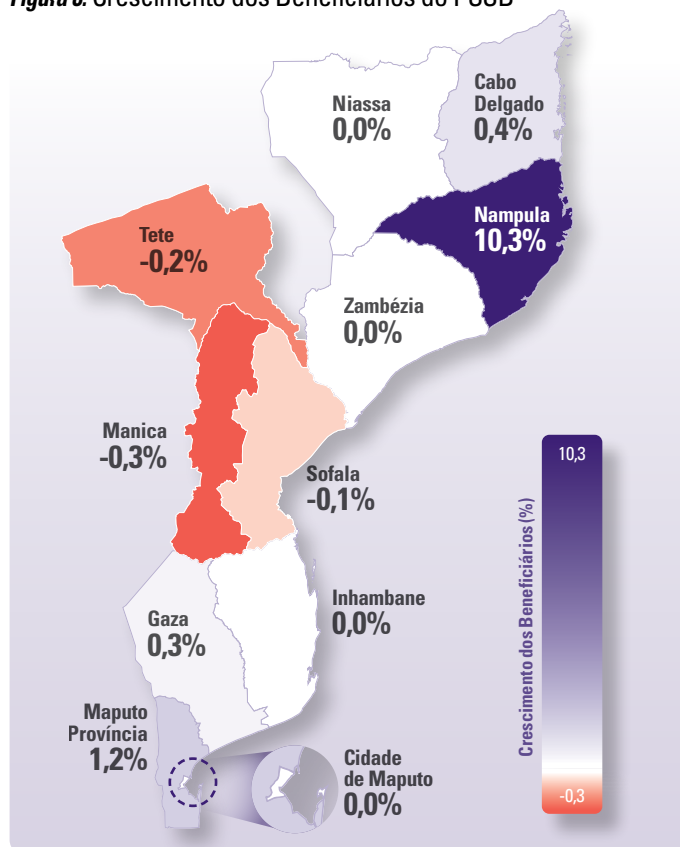 Crescimento dos Beneficiários do PSSB
Cabo
Delgado
0,4%
Niassa
0,0%
Nampula
10,3%
Tete
-0,2%
Zambézia
0,0%
Manica
-0,3%
Sofala
-0,1%
Inhambane
0,0%
Gaza
0,3%
Maputo
Província
1,2%
Cidade
de Maputo
0,0%
10,3
Crescimento dos Beneficiários (%)
-0,3